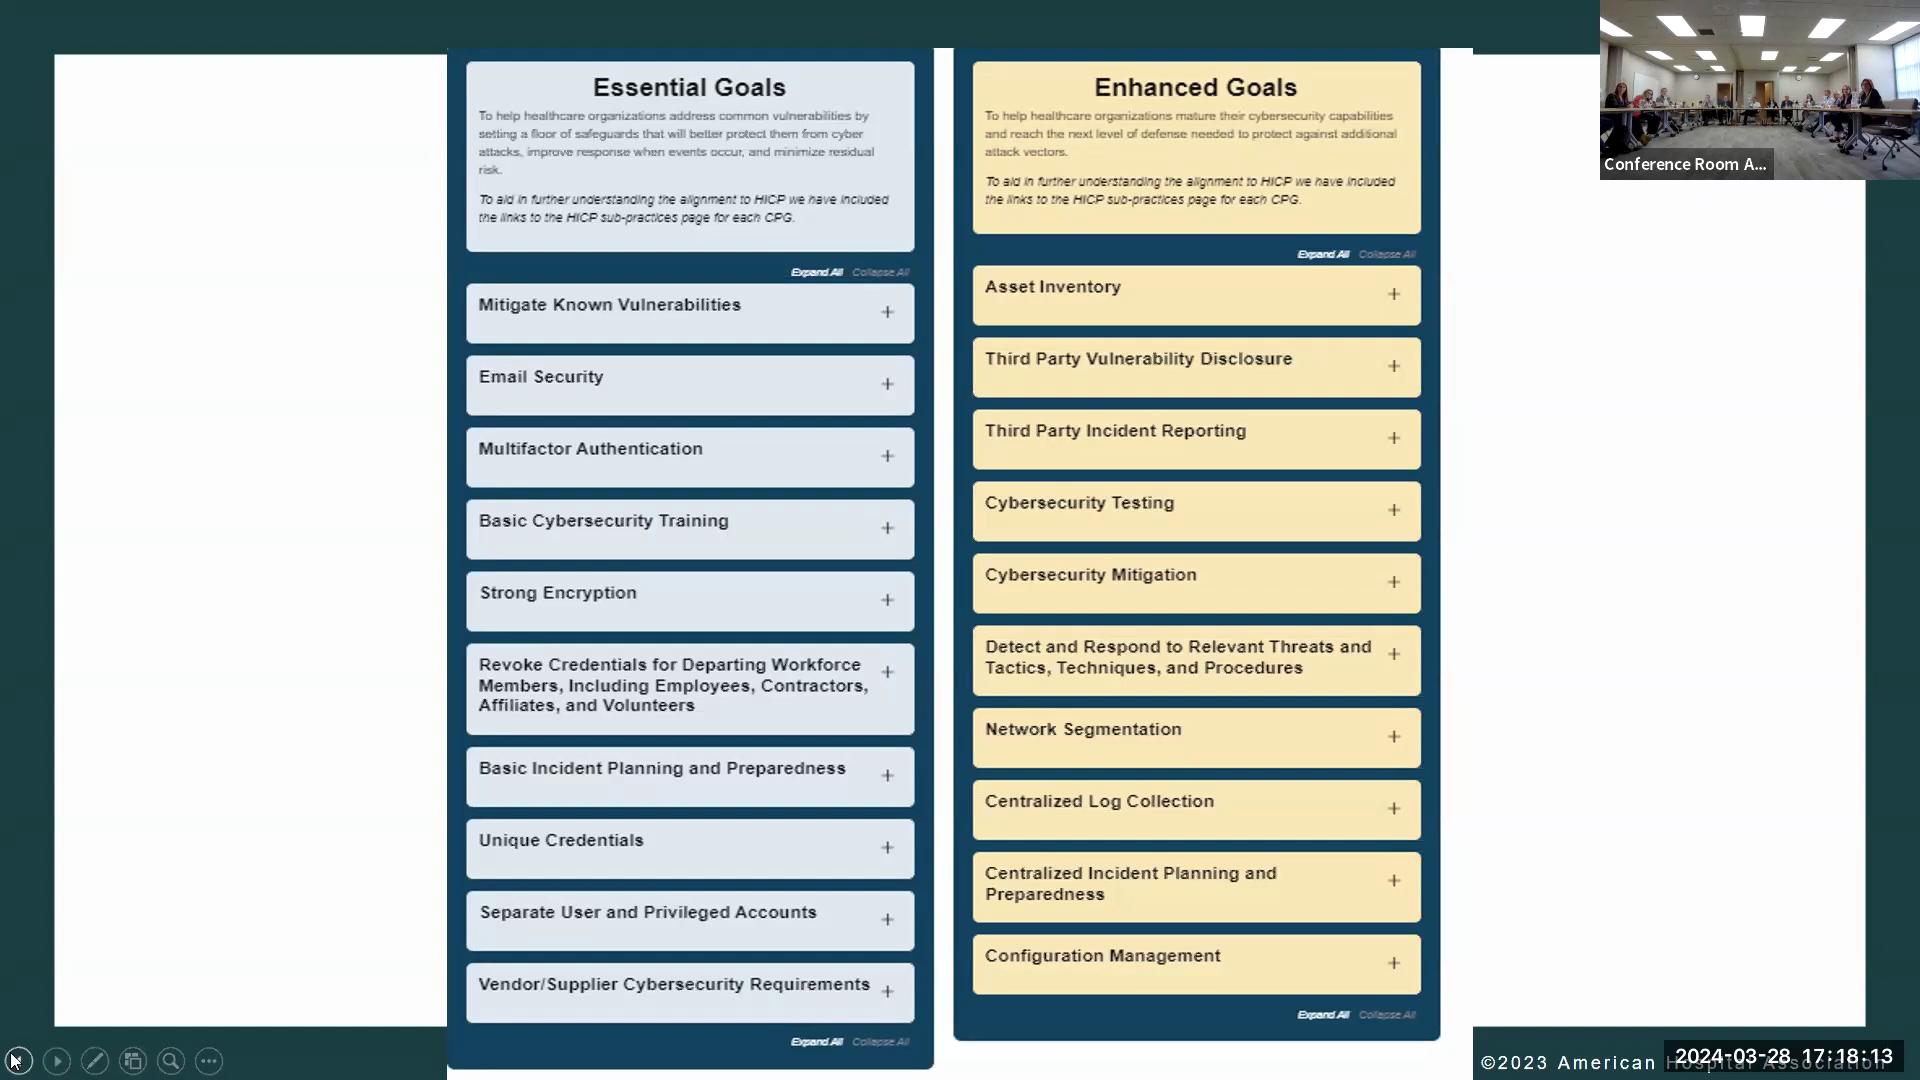 Essential Goals
To help healthcare organizations address common vulnerabilities by
setting a floor of safeguards that will better protect them from cyber
attacks, improve response when events occur, and minimize residual
risk.
To aid in further understanding the alignment to HICP we have included
the links to the HICP sub-practices page for each CPG.
Expand All Collapse All
Mitigate Known Vulnerabilities
Email Security
Multifactor Authentication
Basic Cybersecurity Training
Strong Encryption
Revoke Credentials for Departing Workforce
Members, Including Employees, Contractors,
Affiliates, and Volunteers
Basic Incident Planning and Preparedness
Unique Credentials
Separate User and Privileged Accounts
Vendor/Supplier Cybersecurity Requirements
Expand All Collapse All
Enhanced Goals
To help healthcare organizations mature their cybersecurity capabilities
and reach the next level of defense needed to protect against additional
attack vectors.
To aid in further understanding the alignment to HICP we have included
the links to the HICP sub-practices page for each CPG.
Expand All Collapse All
Asset Inventory
Third Party Vulnerability Disclosure
Third Party Incident Reporting
Cybersecurity Testing
Cybersecurity Mitigation
Detect and Respond to Relevant Threats and
Tactics, Techniques, and Procedures
Network Segmentation
Centralized Log Collection
Centralized Incident Planning and
Preparedness
Configuration Management
Expand All Collapse All
Conference Room A...
©2023 American Hospital Association
2024-03-28 17:18:13